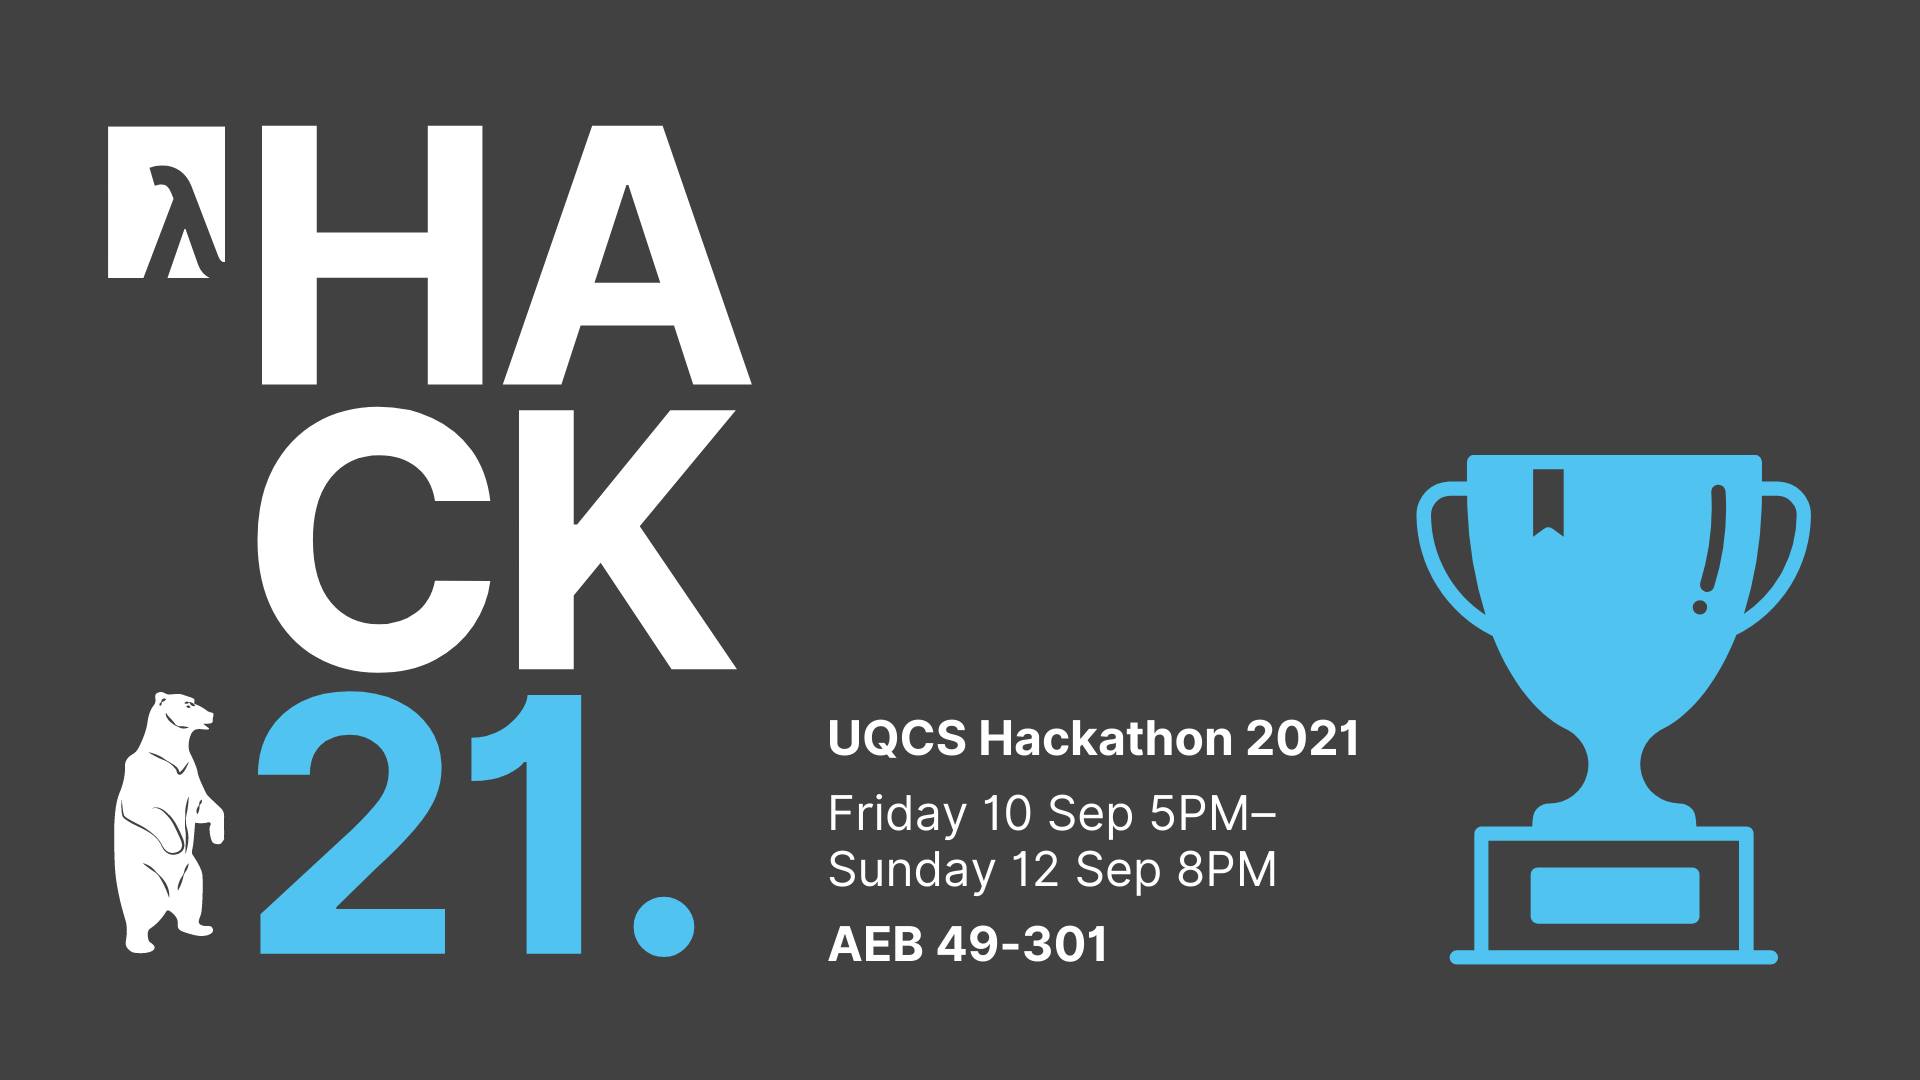 λ
HA
CK
21.
UQCS Hackathon 2021
Friday 10 Sep 5PM–
Sunday 12 Sep 8PM
AEB 49-301